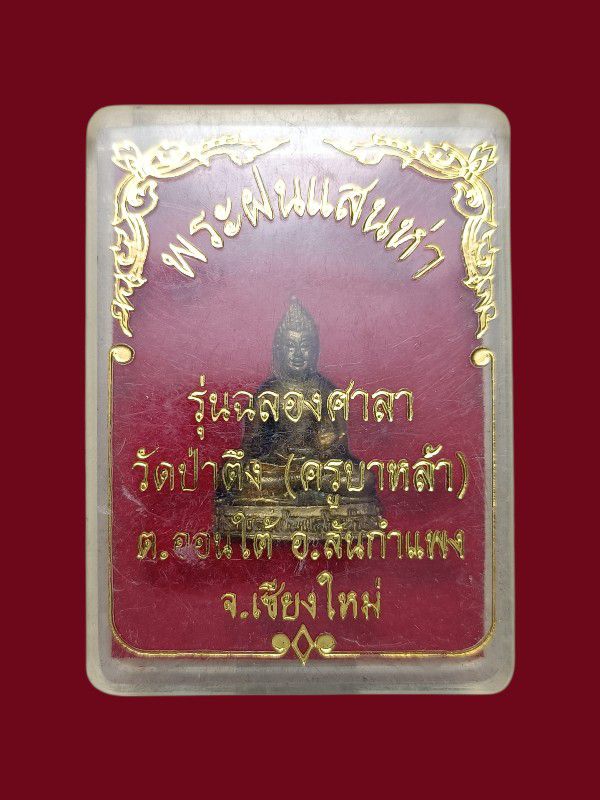 พระฝนแสนห่า
รุ่นฉลองศาลา
วัดป่าตึง (ครูบาหล้า)
ต.ออนใต้ อ.สันกำแพง
จ.เชียงใหม่